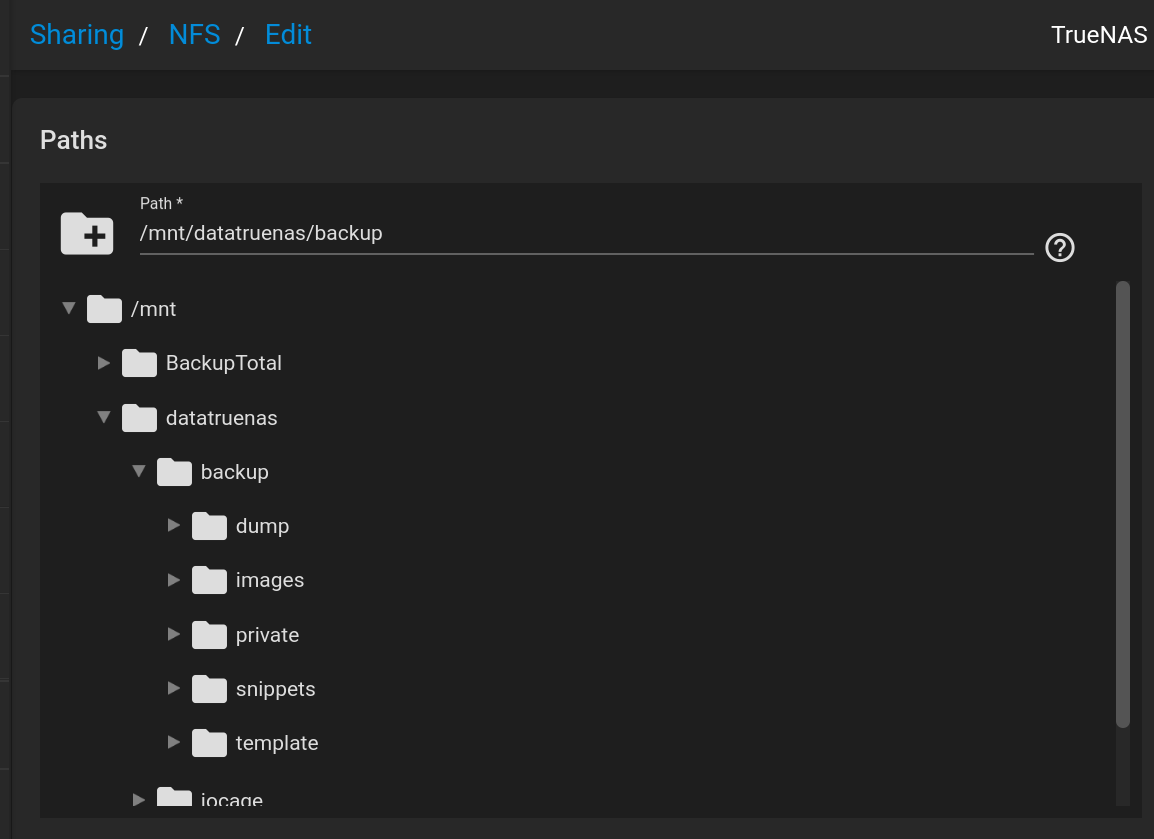 Sharing / NFS / Edit
TrueNAS
Paths
Path *
/mnt/datatruenas/backup
/mnt
BackupTotal
datatruenas
backup
dump
images
private
snippets
template
iocage